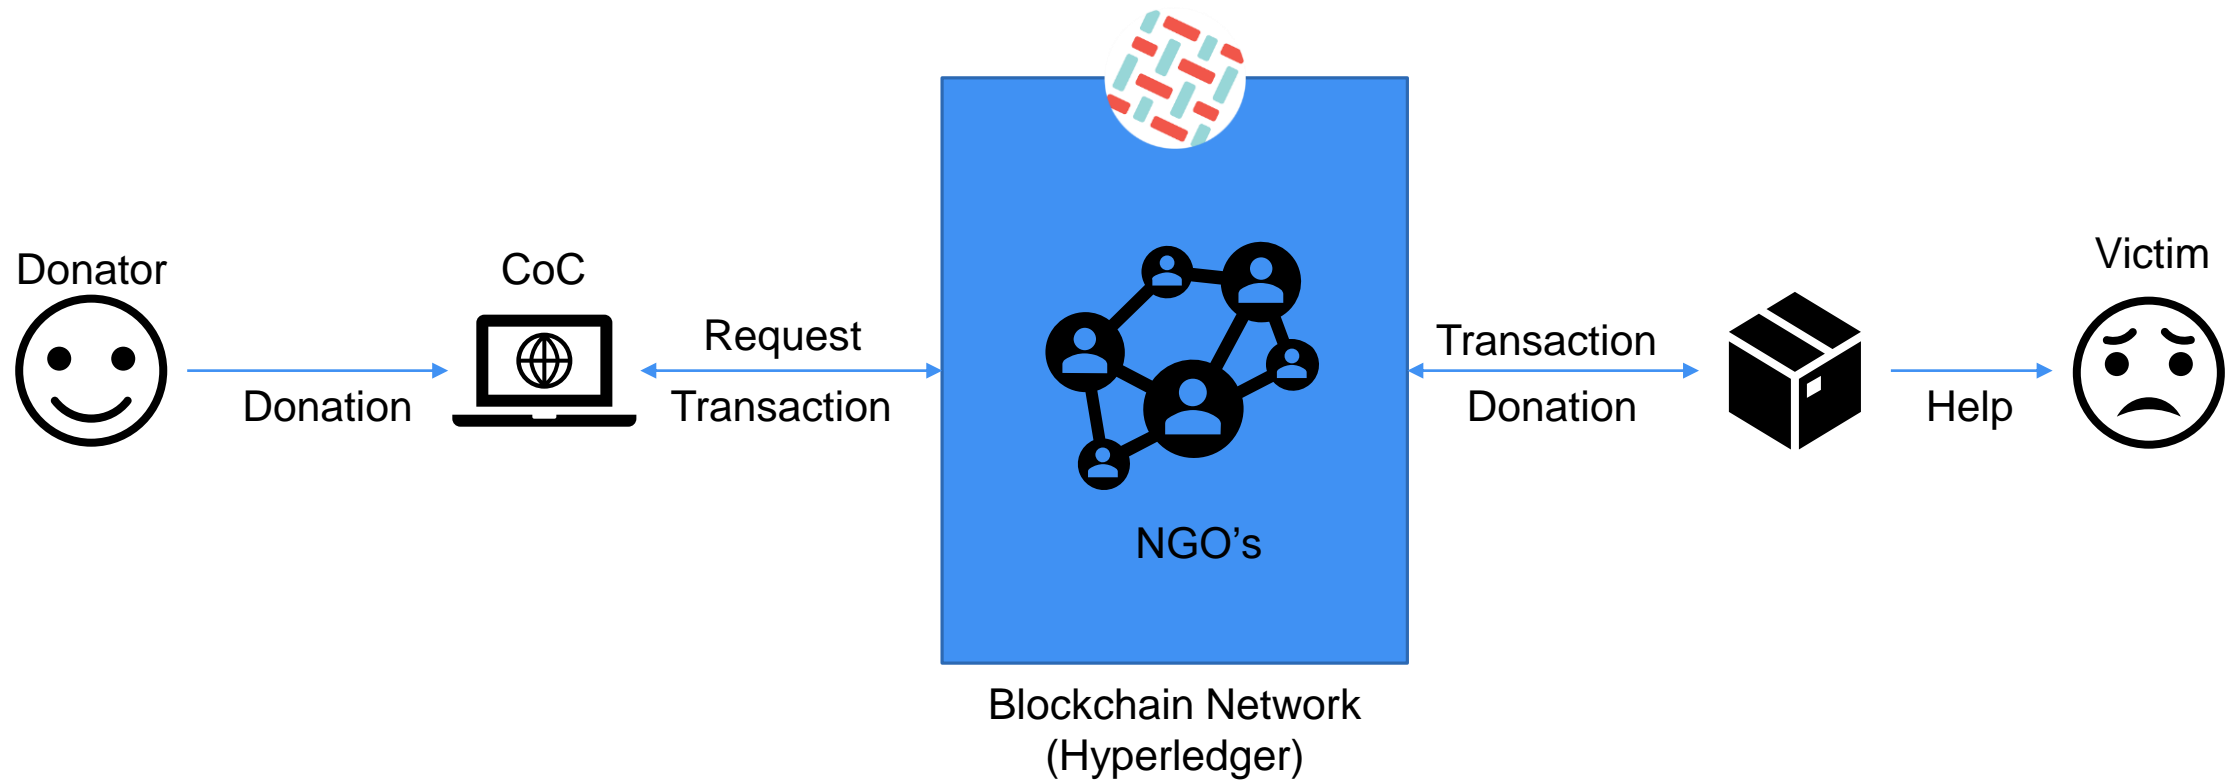 Donator
Donation
CoC
Request
Transaction
NGO’s
Blockchain Network
(Hyperledger)
Transaction
Donation
Help
Victim